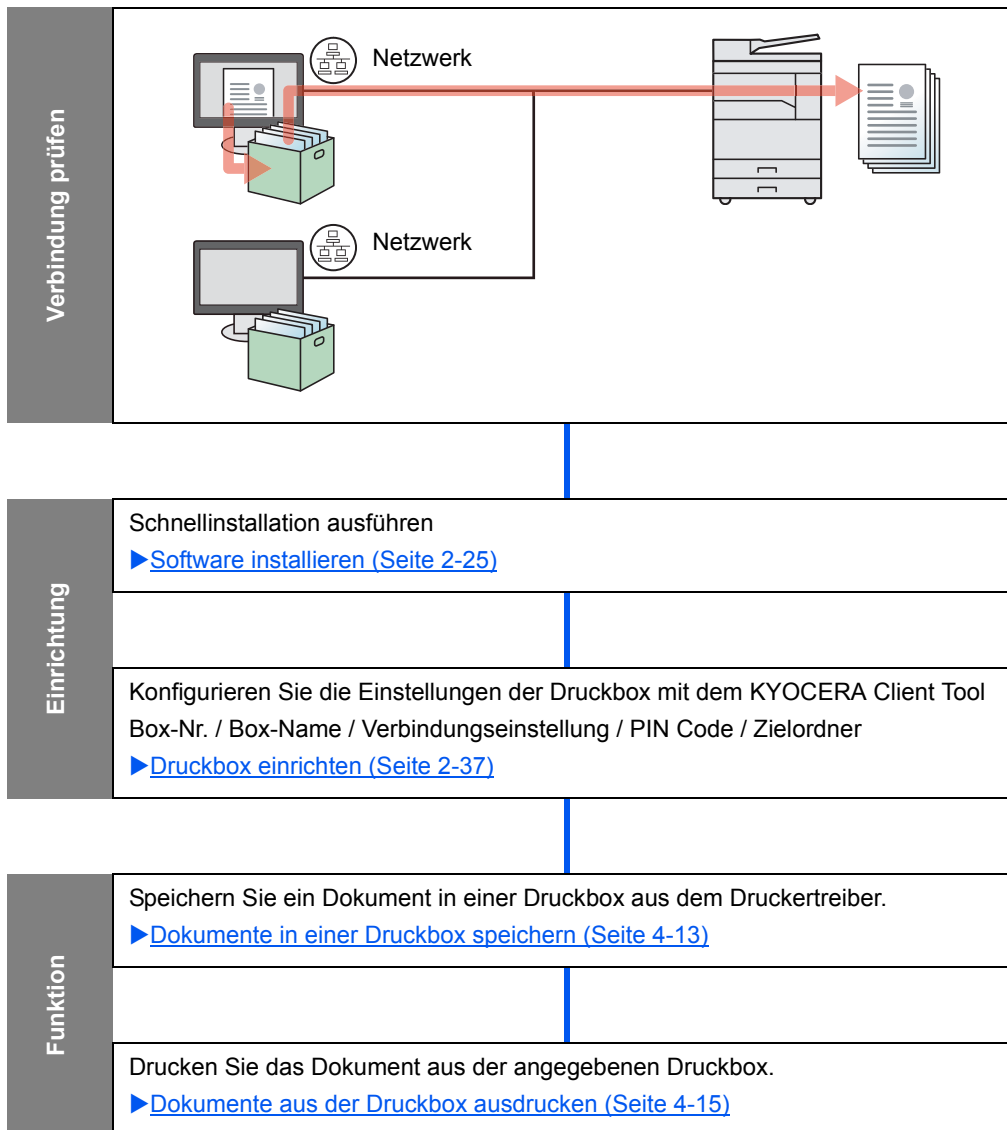 Verbindung prüfen
Netzwerk
Netzwerk
Einrichtung
Schnellinstallation ausführen
▶Software installieren (Seite 2-25)
Konfigurieren Sie die Einstellungen der Druckbox mit dem KYOCERA Client Tool
Box-Nr. / Box-Name / Verbindungseinstellung / PIN Code / Zielordner
▶Druckbox einrichten (Seite 2-37)
Funktion
Speichern Sie ein Dokument in einer Druckbox aus dem Druckertreiber.
▶Dokumente in einer Druckbox speichern (Seite 4-13)
Drucken Sie das Dokument aus der angegebenen Druckbox.
▶Dokumente aus der Druckbox ausdrucken (Seite 4-15)